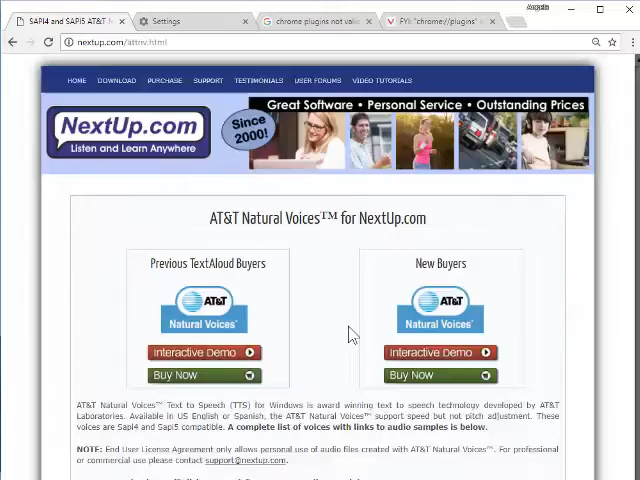 Angela
SAPI4 and SAPI5 AT&T N
Settings
chrome plugins not valid
FYI: "chrome://plugins"
nextup.com/attnv.html
HOME DOWNLOAD PURCHASE SUPPORT TESTIMONIALS USER FORUMS VIDEO TUTORIALS
Great Software • Personal Service • Outstanding Prices
NextUp.com
Listen and Learn Anywhere
Since
2000!
AT&T Natural Voices™ for NextUp.com
Previous TextAloud Buyers
New Buyers
AT&T
Natural Voices™
AT&T
Natural Voices™
Interactive Demo
Interactive Demo
Buy Now
Buy Now
AT&T Natural Voices™ Text to Speech (TTS) for Windows is award winning text to speech technology developed by AT&T
Laboratories. Available in US English or Spanish, the AT&T Natural Voices™ support speed but not pitch adjustment. These
voices are Sapi4 and Sapi5 compatible. A complete list of voices with links to audio samples is below.
NOTE: End User License Agreement only allows personal use of audio files created with AT&T Natural Voices™. For professional
or commercial use please contact support@nextup.com.